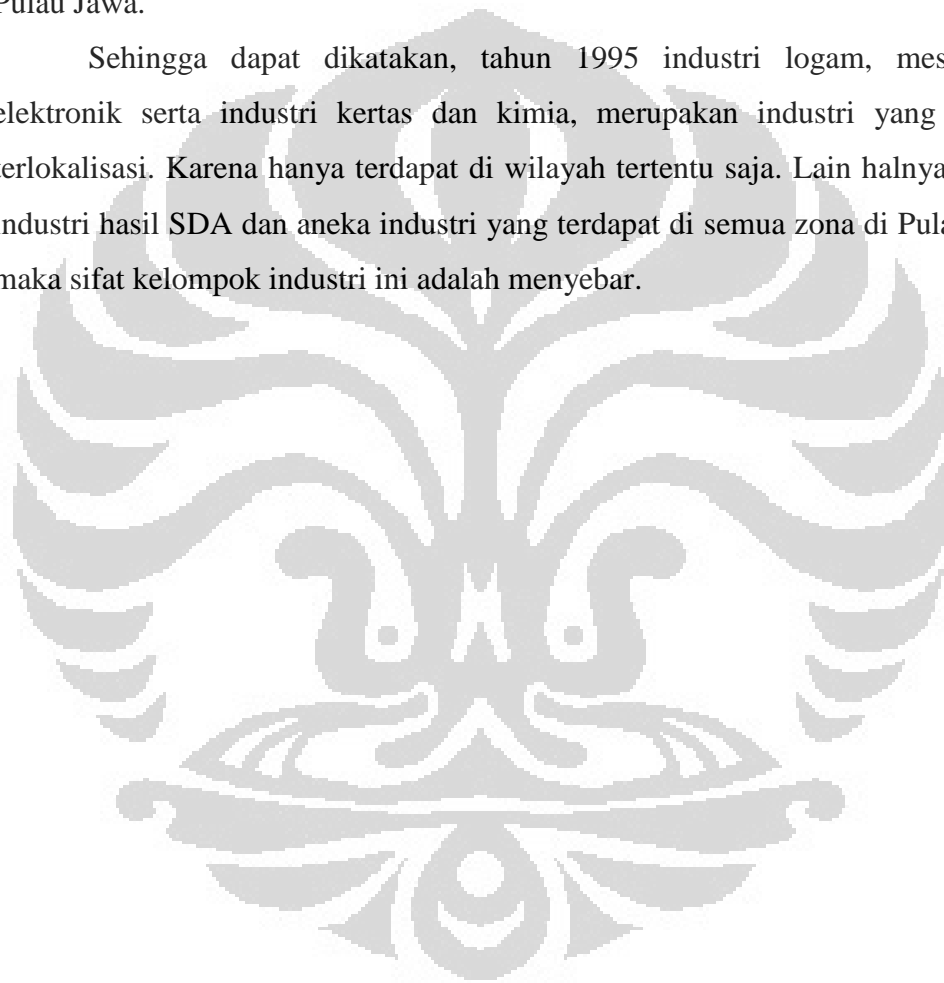 Pulau Jawa.
Sehingga dapat dikatakan, tahun 1995 industri logam, mes
elektronik serta industri kertas dan kimia, merupakan industri yang
terlokalisasi. Karena hanya terdapat di wilayah tertentu saja. Lain halnya
industri hasil SDA dan aneka industri yang terdapat di semua zona di Pula
maka sifat kelompok industri ini adalah menyebar.